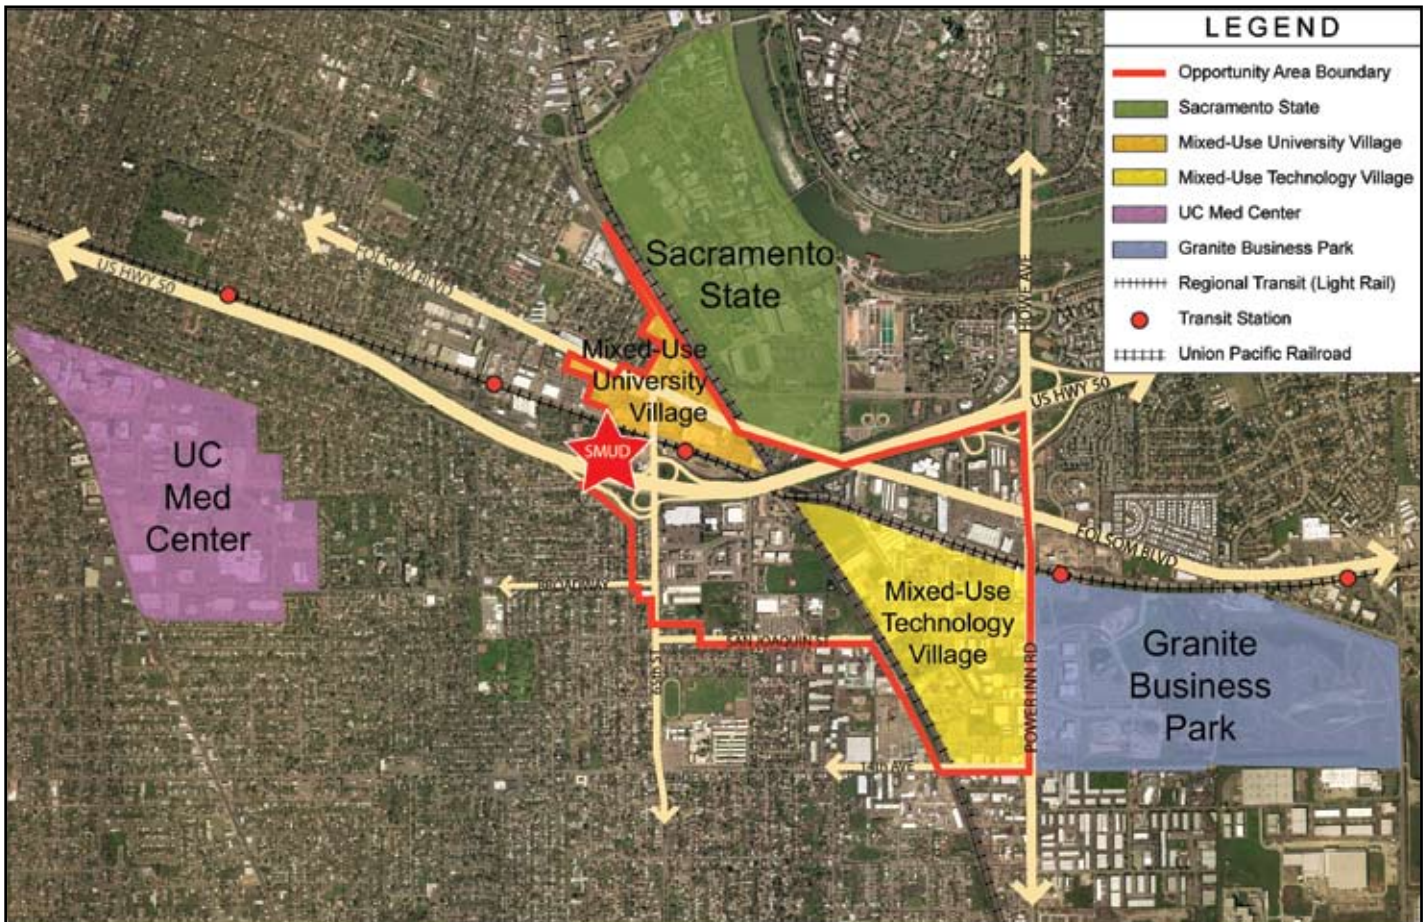 LEGEND
Opportunity Area Boundary
Sacramento State
Mixed-Use University Village
Mixed-Use Technology Village
UC Med Center
Granite Business Park
Regional Transit (Light Rail)
Transit Station
Union Pacific Railroad
US HWY 50
FOLSOM BLVD
Sacramento
State
HOWE AVE
Mixed-Use
University
Village
US HWY 50
SMUD
UC
Med
Center
FOLSOM BLVD
BROADWAY
Mixed-Use
Technology
Village
SAN JOAQUIN ST
65th ST
POWER INN RD
Granite
Business
Park
14th AVE